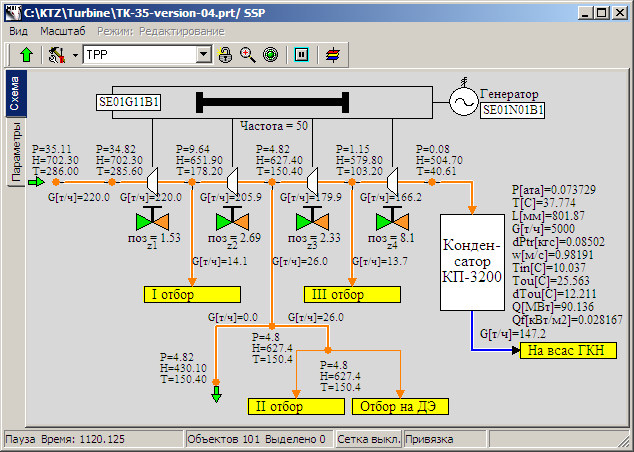 C:\KTZ\Turbine\TK-35-version-04.prt/ SSP
Вид Масштаб Режим: Редактирование
TPP
Схема
Параметры
SE01G11B1
Генератор
SE01N01B1
Частота = 50
P=35.11
H=702.30
T=286.00
P=34.82
H=702.30
T=285.60
P=9.64
H=651.90
T=178.20
P=4.82
H=627.40
T=150.40
P=1.15
H=579.80
T=103.20
P=0.08
H=504.70
T=40.61
G[т/ч]=220.0
G[т/ч]=220.0
G[т/ч]=205.9
G[т/ч]=179.9
G[т/ч]=166.2
поз = 1.53
z1
поз = 2.69
z2
поз = 2.33
z3
поз = 8.1
z4
Конден-
сатор
КП-3200
P[ата]=0.073729
T[C]=37.774
L[мм]=801.87
G[т/ч]=5000
dPtr[кгс]=0.08502
w[м/с]=0.98191
Tin[C]=10.037
Tou[C]=25.563
dTou[C]=12.211
Q[МВт]=90.136
Qf[кВт/м2]=0.028167
G[т/ч]=147.2
G[т/ч]=14.1
G[т/ч]=26.0
G[т/ч]=13.7
I отбор
III отбор
G[т/ч]=0.0
G[т/ч]=26.0
На всас ГКН
P=4.82
H=430.10
T=150.40
P=4.8
H=627.4
T=150.4
P=4.8
H=627.4
T=150.4
II отбор
Отбор на ДЭ
Пауза Время: 1120.125
Объектов 101 Выделено 0
Сетка выкл.
Привязка